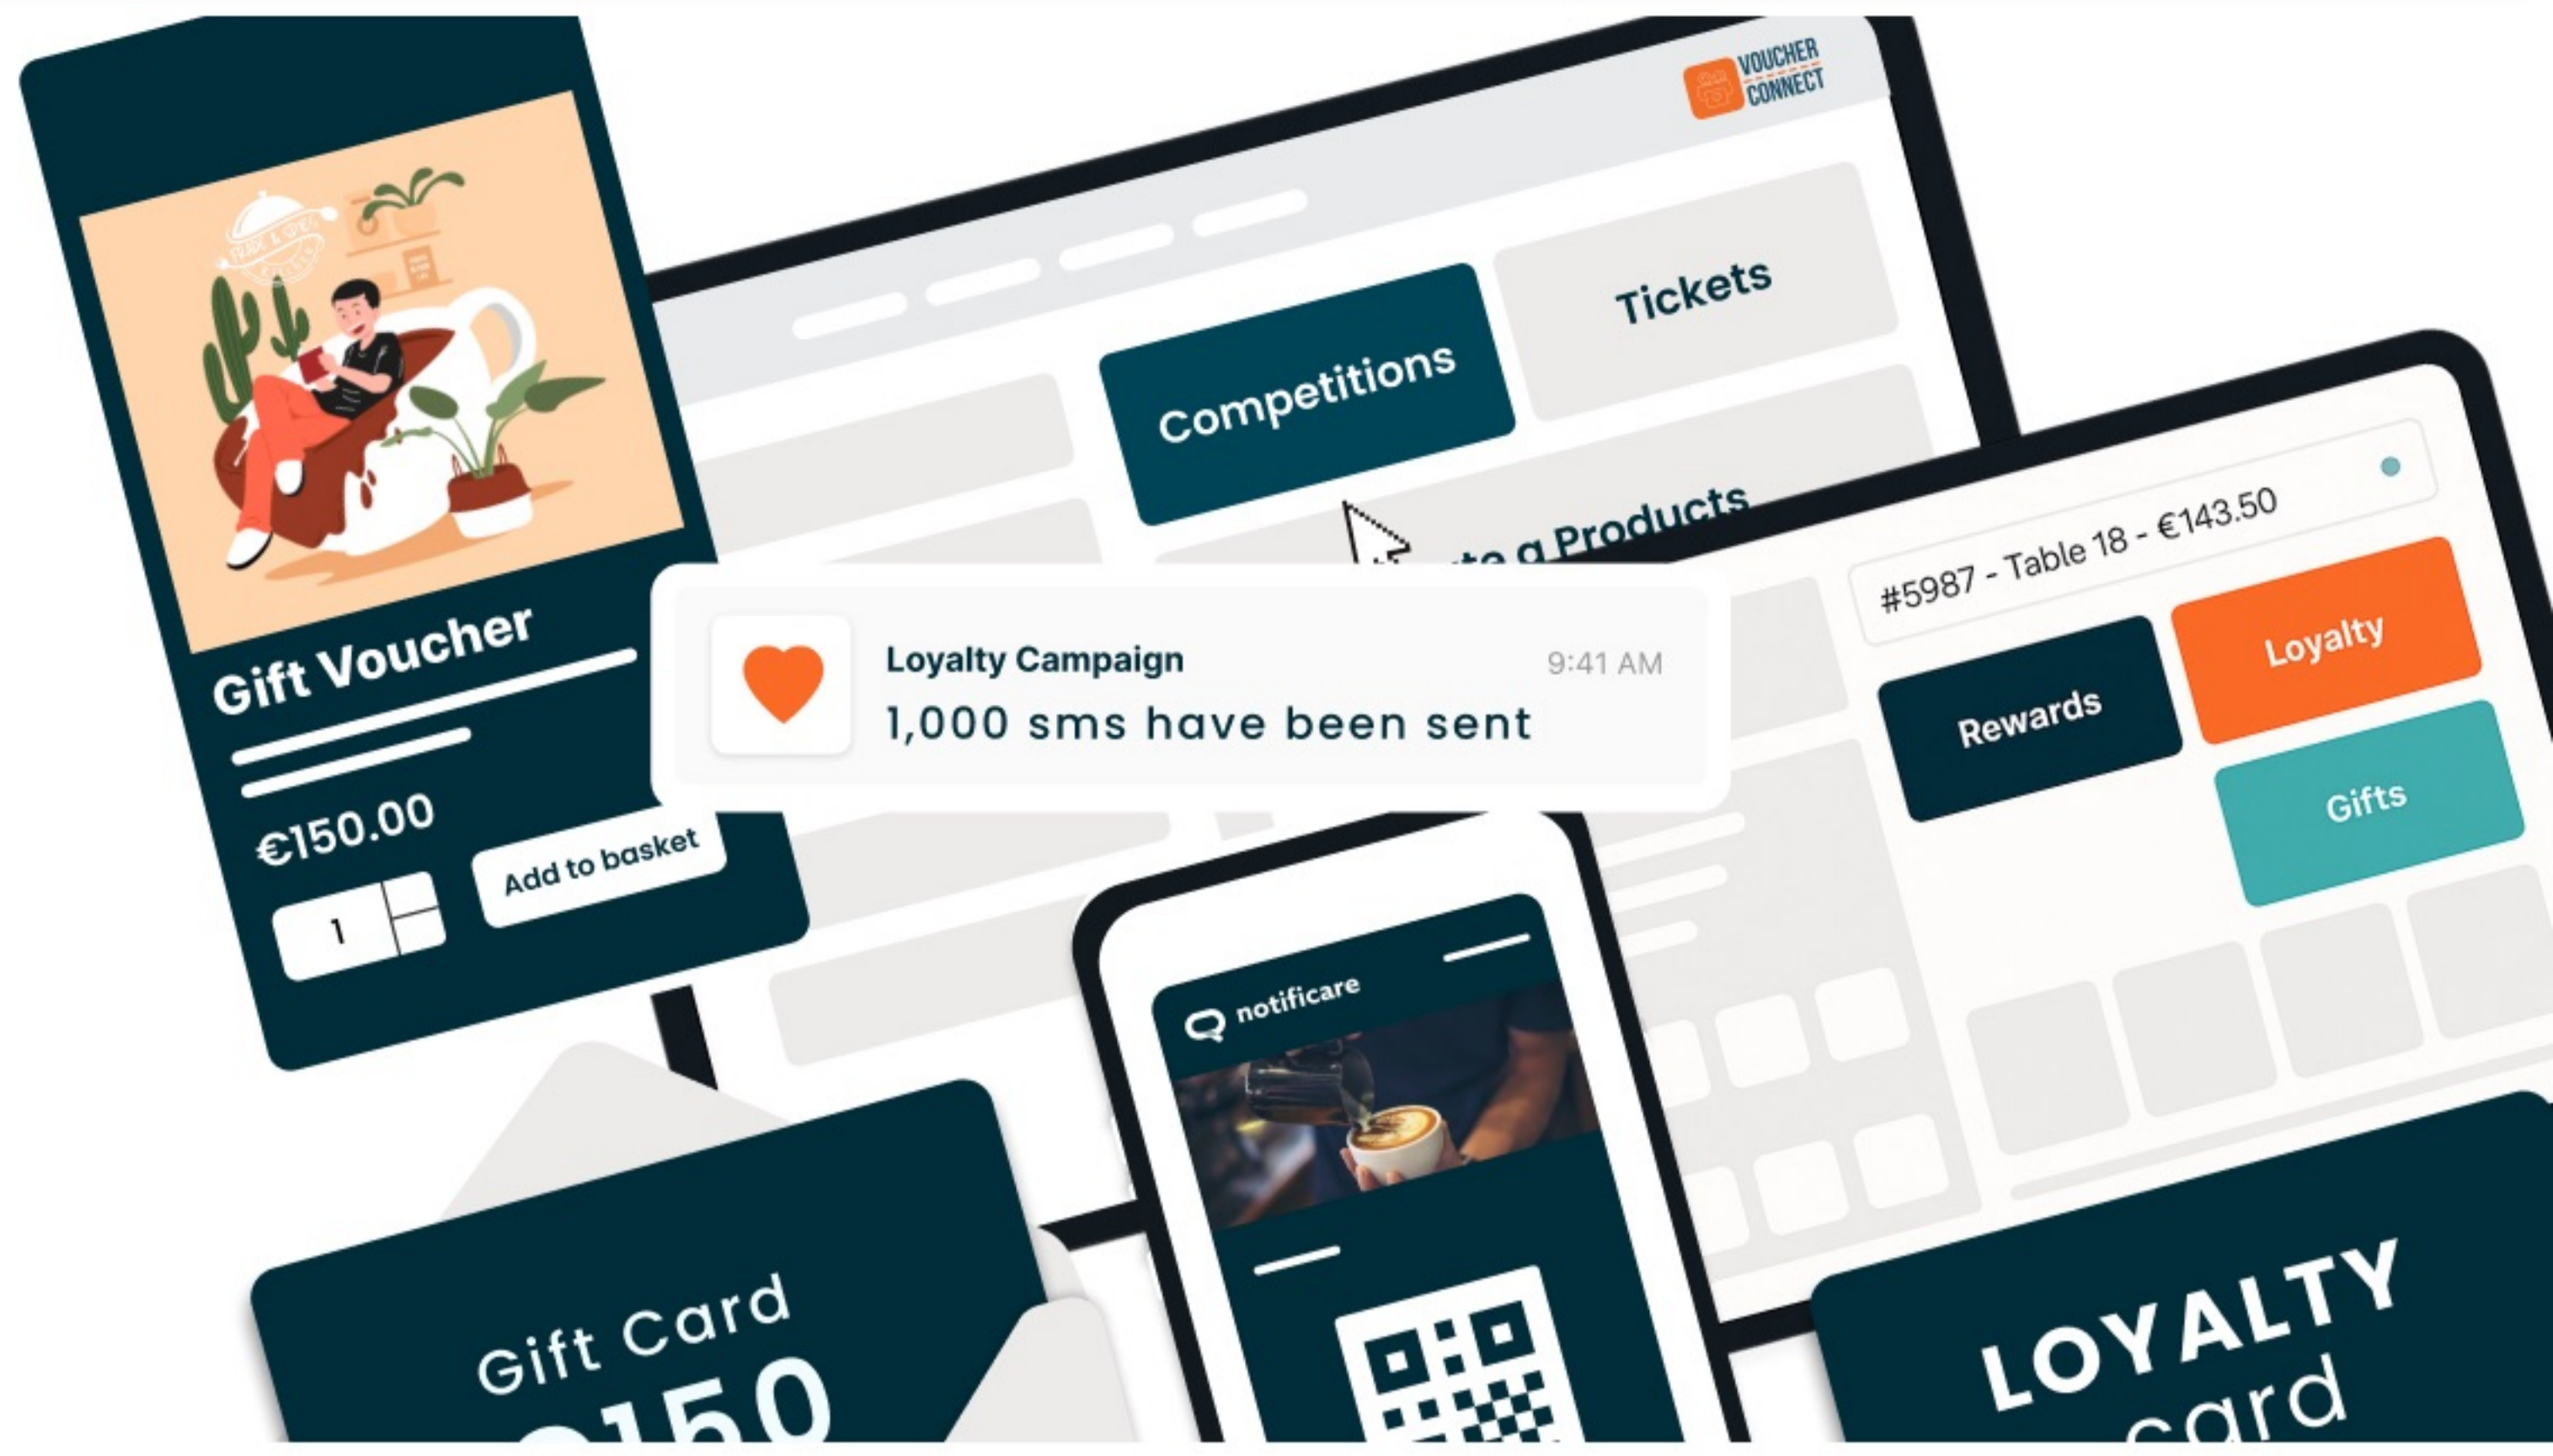 VOUCHER
CONNECT
Tickets
Competitions
a Products
#5987 - Table 18 - €143.50
Loyalty
Rewards
Gifts
Loyalty Campaign
9:41 AM
1,000 sms have been sent
Gift Voucher
€150.00
1
Add to basket
notificare
Gift Card
€150
LOYALTY
card